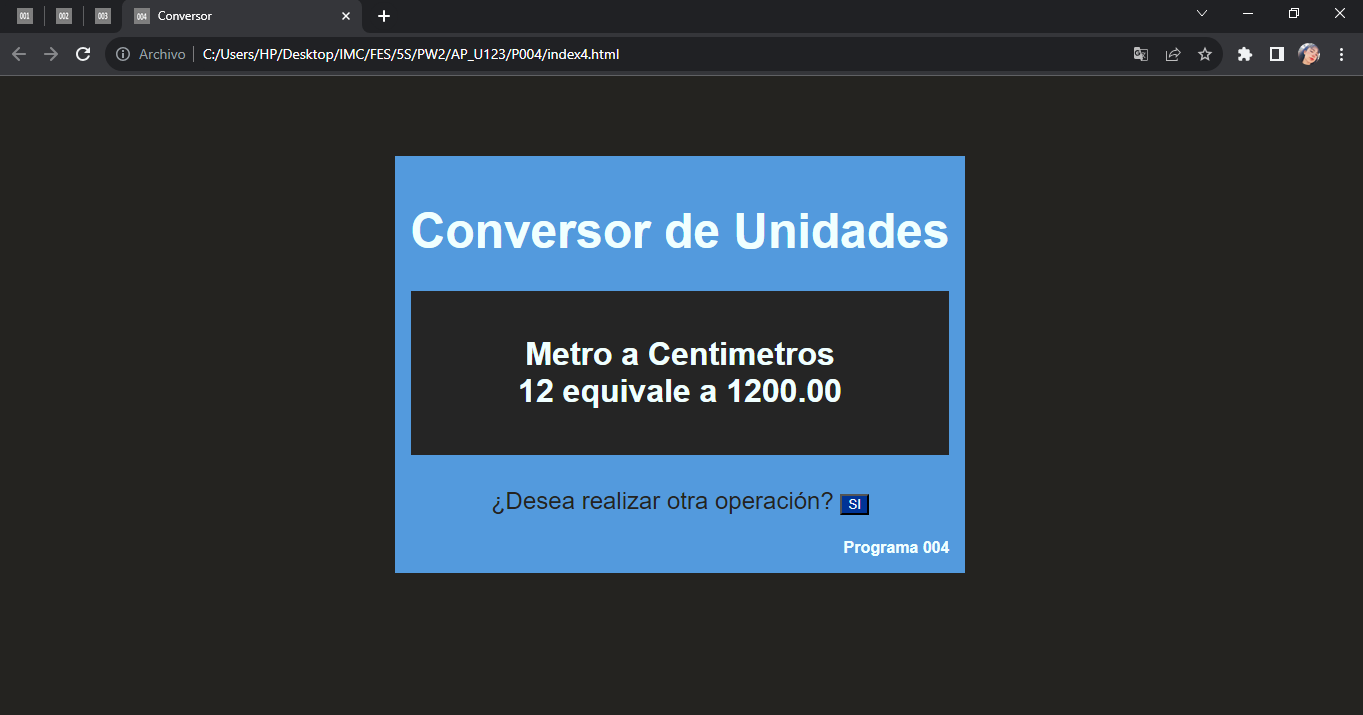 001
002
003
004 Conversor
Archivo C:/Users/HP/Desktop/IMC/FES/5S/PW2/AP_U123/P004/index4.html
Conversor de Unidades
Metro a Centimetros
12 equivale a 1200.00
¿Desea realizar otra operación? SI
Programa 004